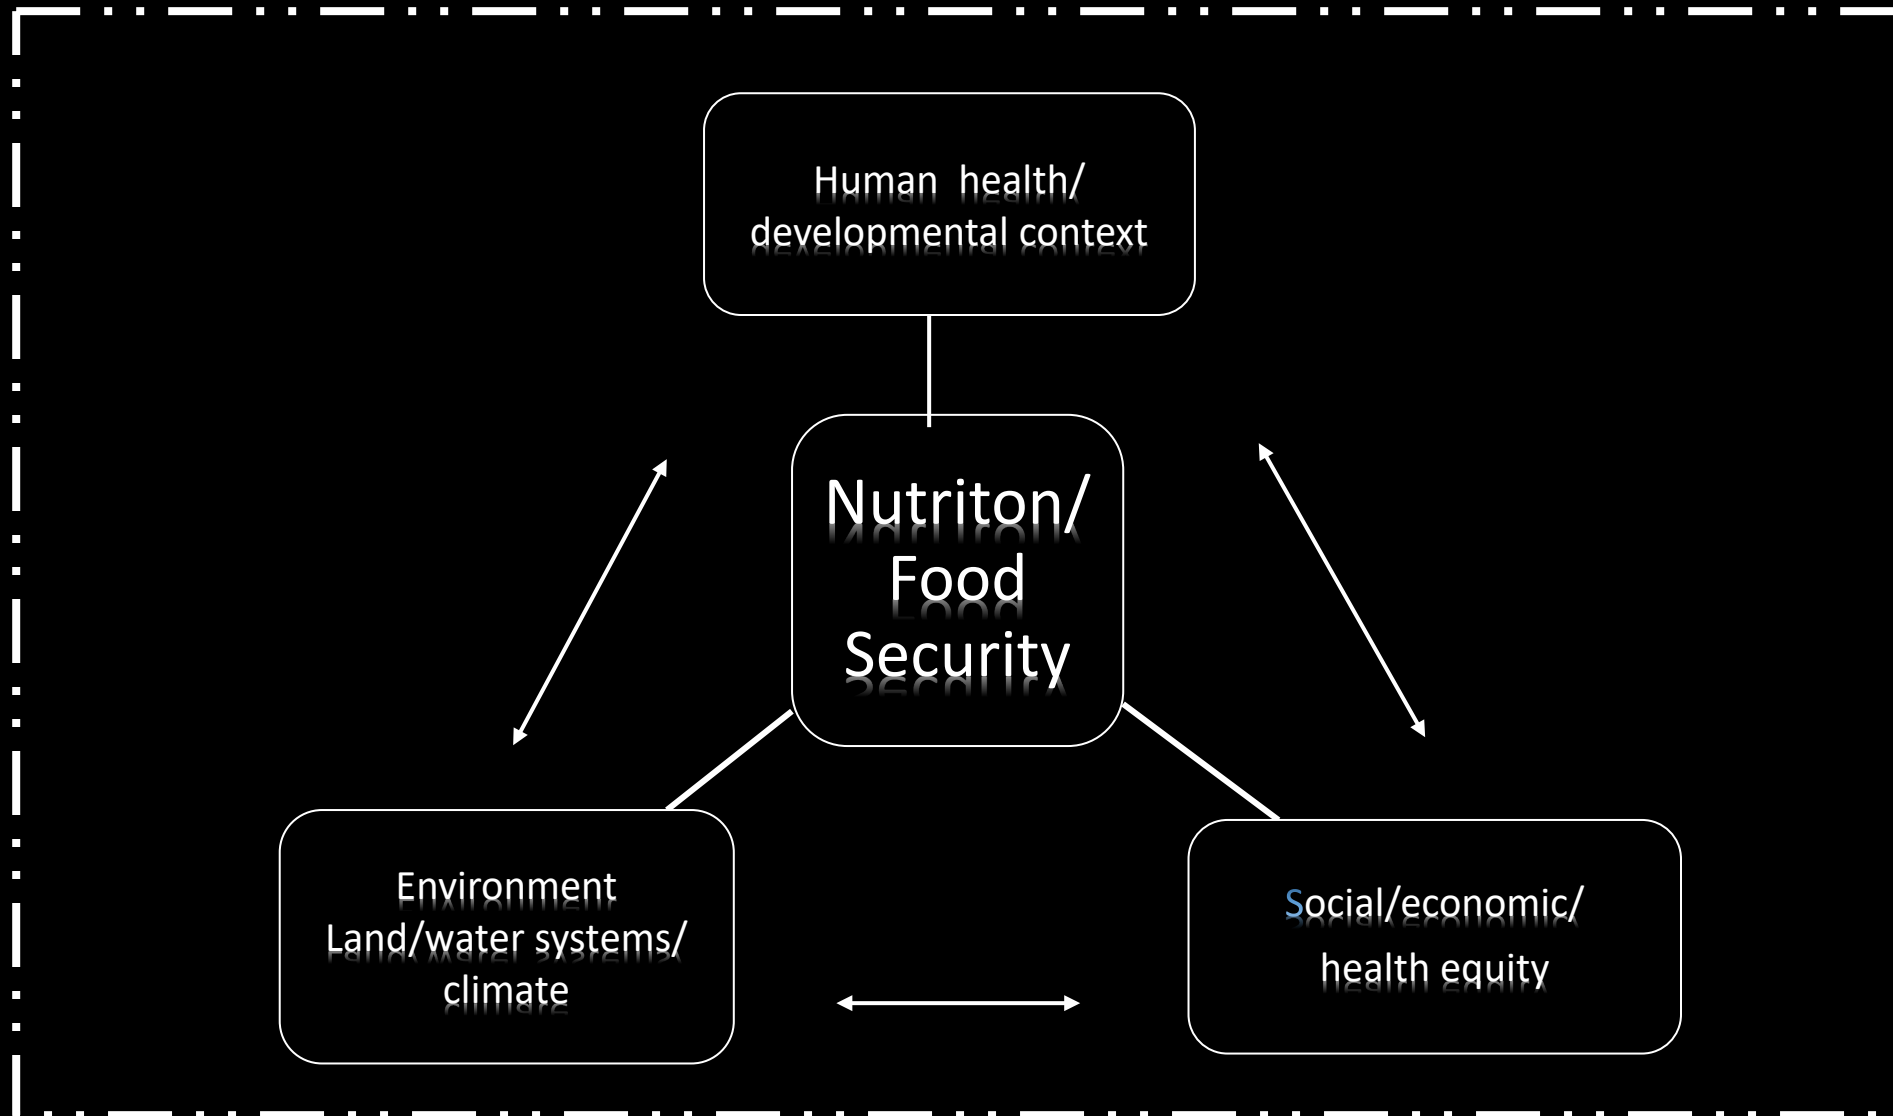 Human health/
developmental context
Nutriton/
Food
Security
Environment
Land/water systems/
climate
Social/economic/
health equity